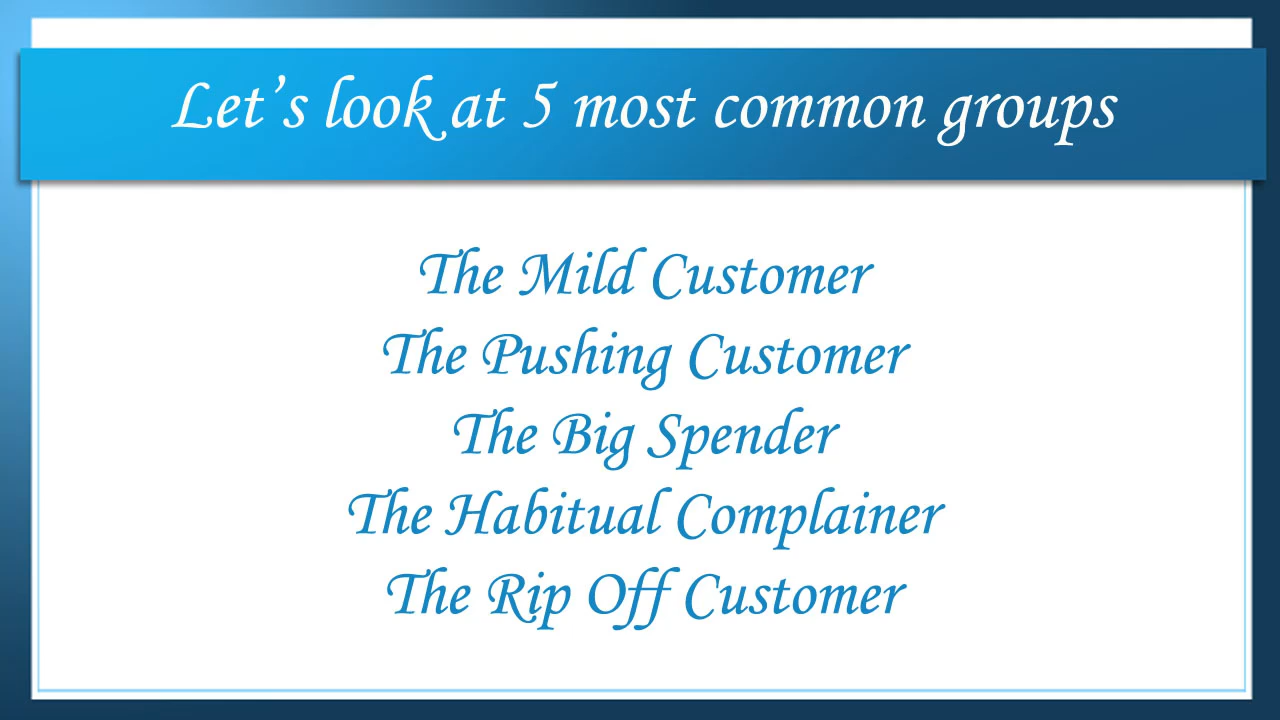 Let’s look at 5 most common groups
The Mild Customer
The Pushing Customer
The Big Spender
The Habitual Complainer
The Rip Off Customer